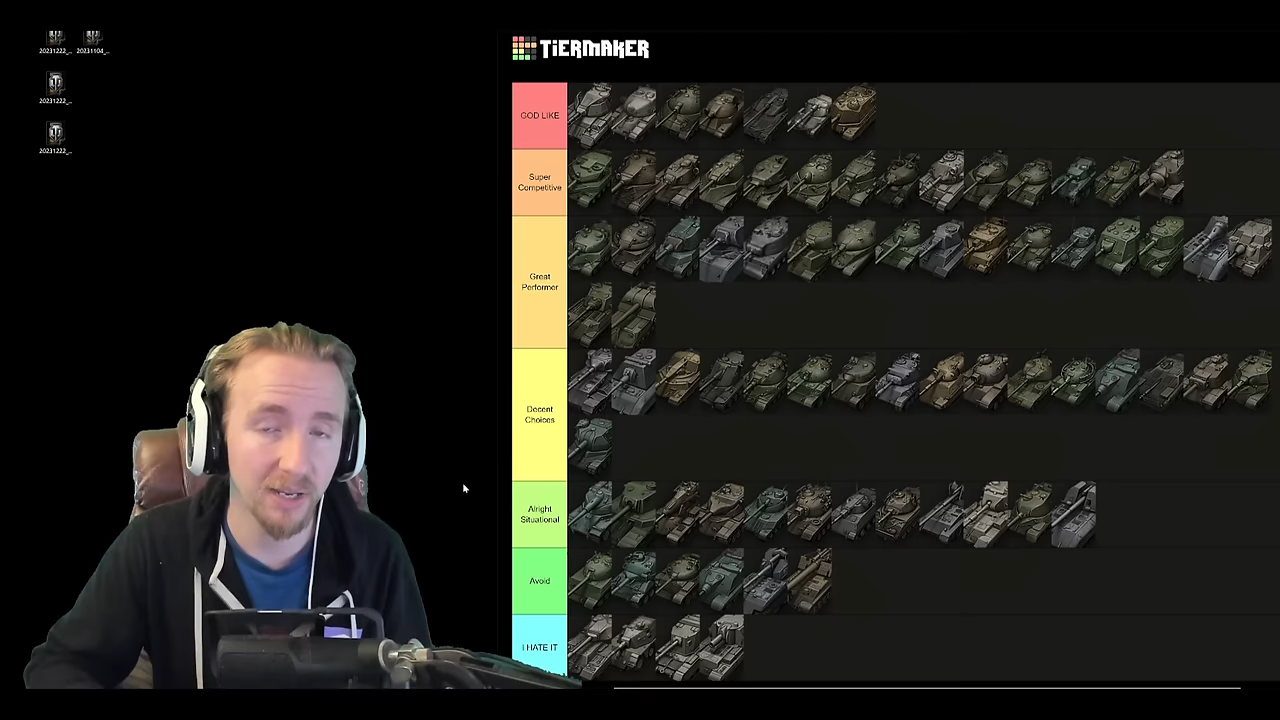 20231222_...
20231104_...
20231222_...
20231222_...
TiERMAKER
GOD LIKE
Super
Competitive
Great
Performer
Decent
Choices
Alright
Situational
Avoid
I HATE IT